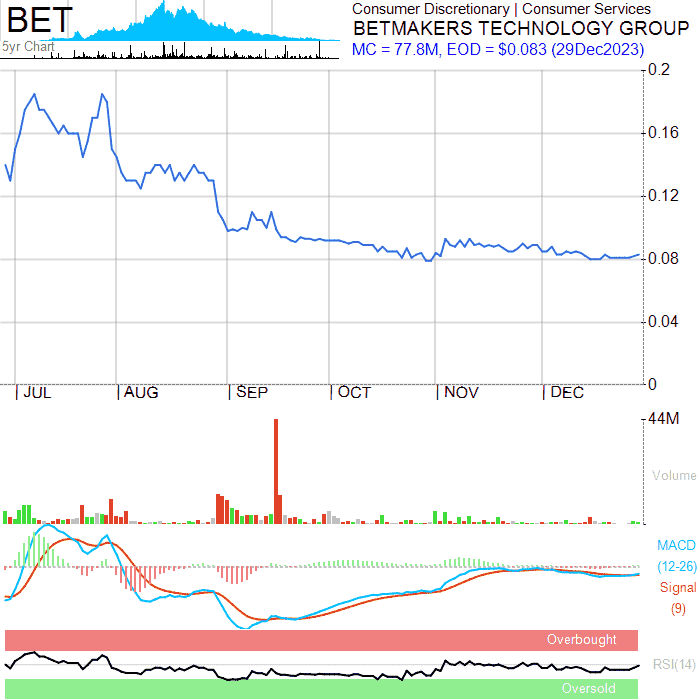 BET
5yr Chart
Consumer Discretionary | Consumer Services
BETMAKERS TECHNOLOGY GROUP
MC = 77.8M, EOD = $0.083 (29Dec2023)
0.2
0.16
0.12
0.08
0.04
0
JUL AUG SEP OCT NOV DEC
44M
Volume
MACD
(12-26)
Signal
(9)
Overbought
RSI(14)
Oversold